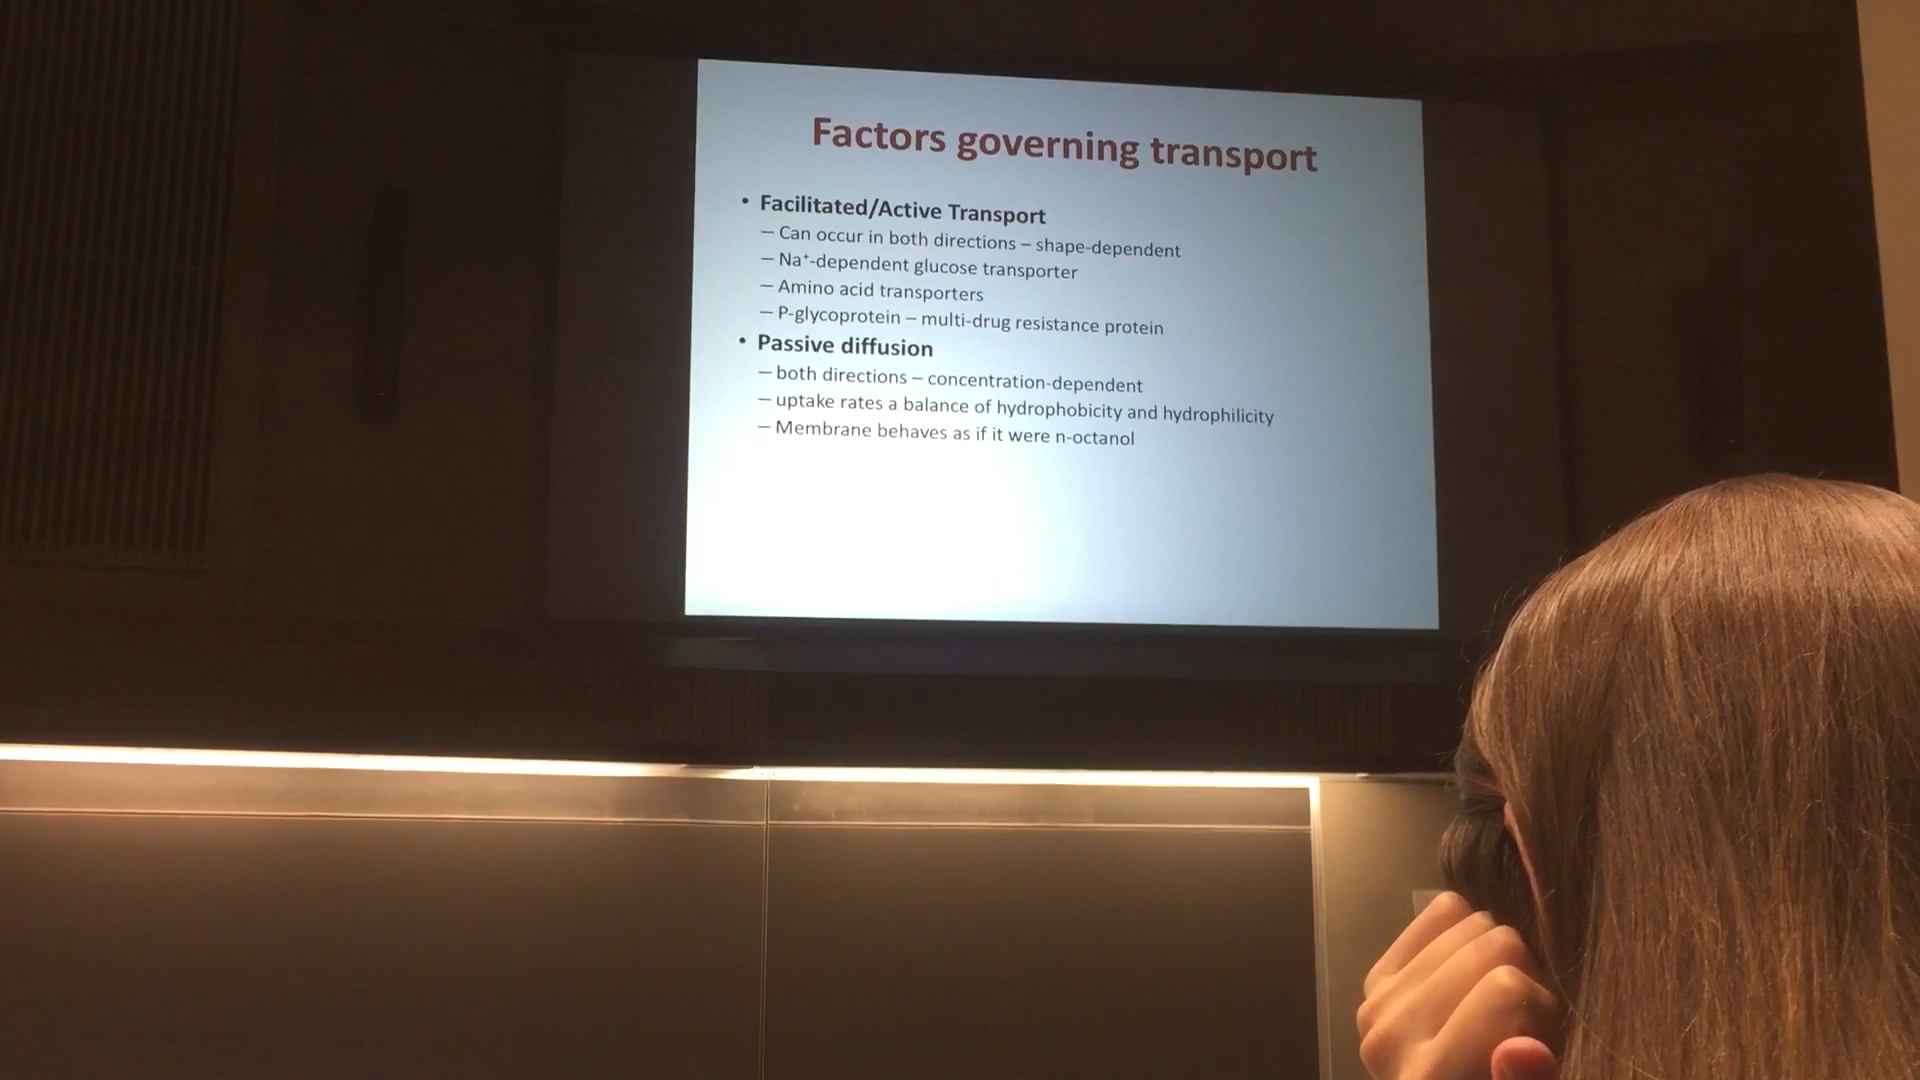 Factors governing transport
• Facilitated/Active Transport
– Can occur in both directions – shape-dependent
– Na⁺-dependent glucose transporter
– Amino acid transporters
– P-glycoprotein – multi-drug resistance protein
• Passive diffusion
– both directions – concentration-dependent
– uptake rates a balance of hydrophobicity and hydrophilicity
– Membrane behaves as if it were n-octanol